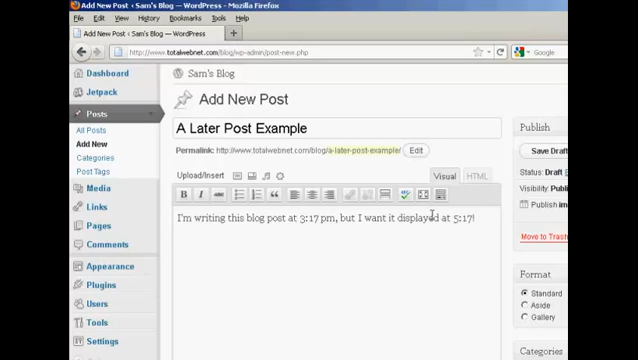 Add New Post ‹ Sam's Blog — WordPress - Mozilla Firefox
File Edit View History Bookmarks Tools Help
Add New Post ‹ Sam's Blog — WordPress
http://www.totalwebnet.com/blog/wp-admin/post-new.php
Google
Sam's Blog
Dashboard
Jetpack
Posts
All Posts
Add New
Categories
Post Tags
Media
Links
Pages
Comments
Appearance
Plugins
Users
Tools
Settings
Add New Post
A Later Post Example
Permalink: http://www.totalwebnet.com/blog/a-later-post-example/ Edit
Upload/Insert
Visual HTML
B I ABC
I'm writing this blog post at 3:17 pm, but I want it displayed at 5:17!
Publish
Save Draft
Status: Draft
Visibility: Publi
Publish im
Move to Trash
Format
Standard
Aside
Gallery